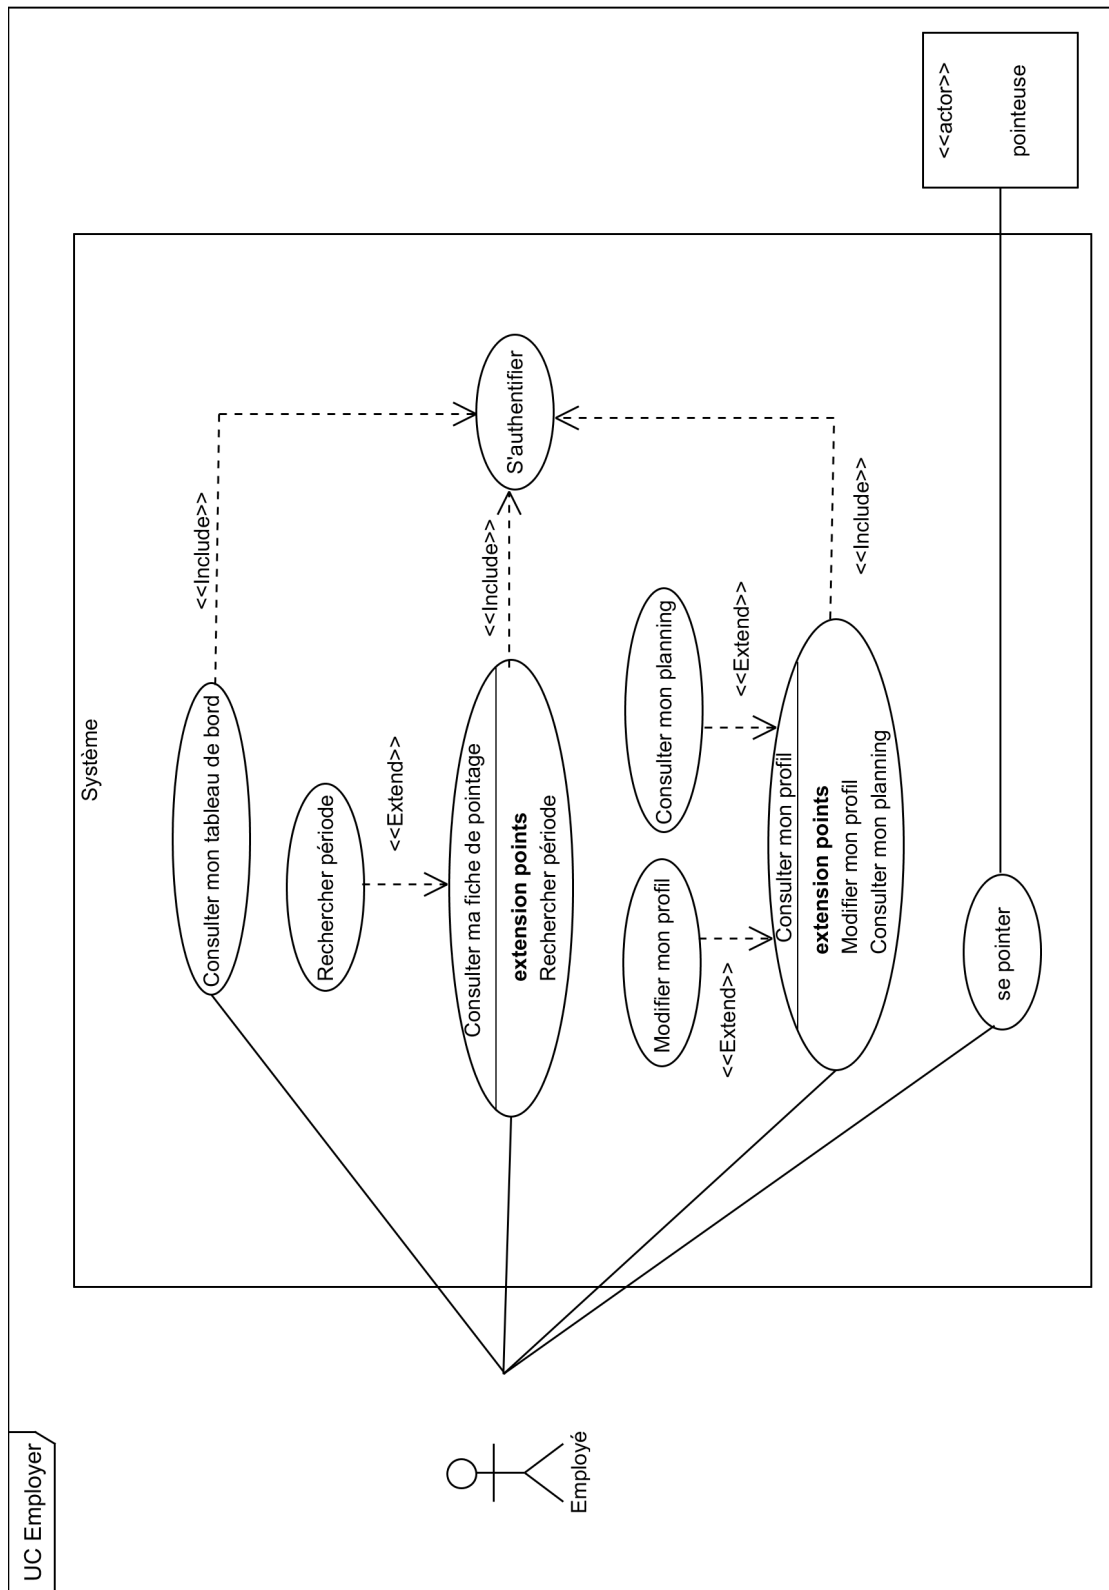 UC Employer
Système
Consulter mon tableau de bord
<<Include>>
Rechercher période
<<Extend>>
Consulter ma fiche de pointage
extension points
Rechercher période
<<Include>>
S'authentifier
Employé
Modifier mon profil
<<Extend>>
Consulter mon planning
<<Extend>>
Consulter mon profil
extension points
Modifier mon profil
Consulter mon planning
<<Include>>
se pointer
<<actor>>
pointeuse